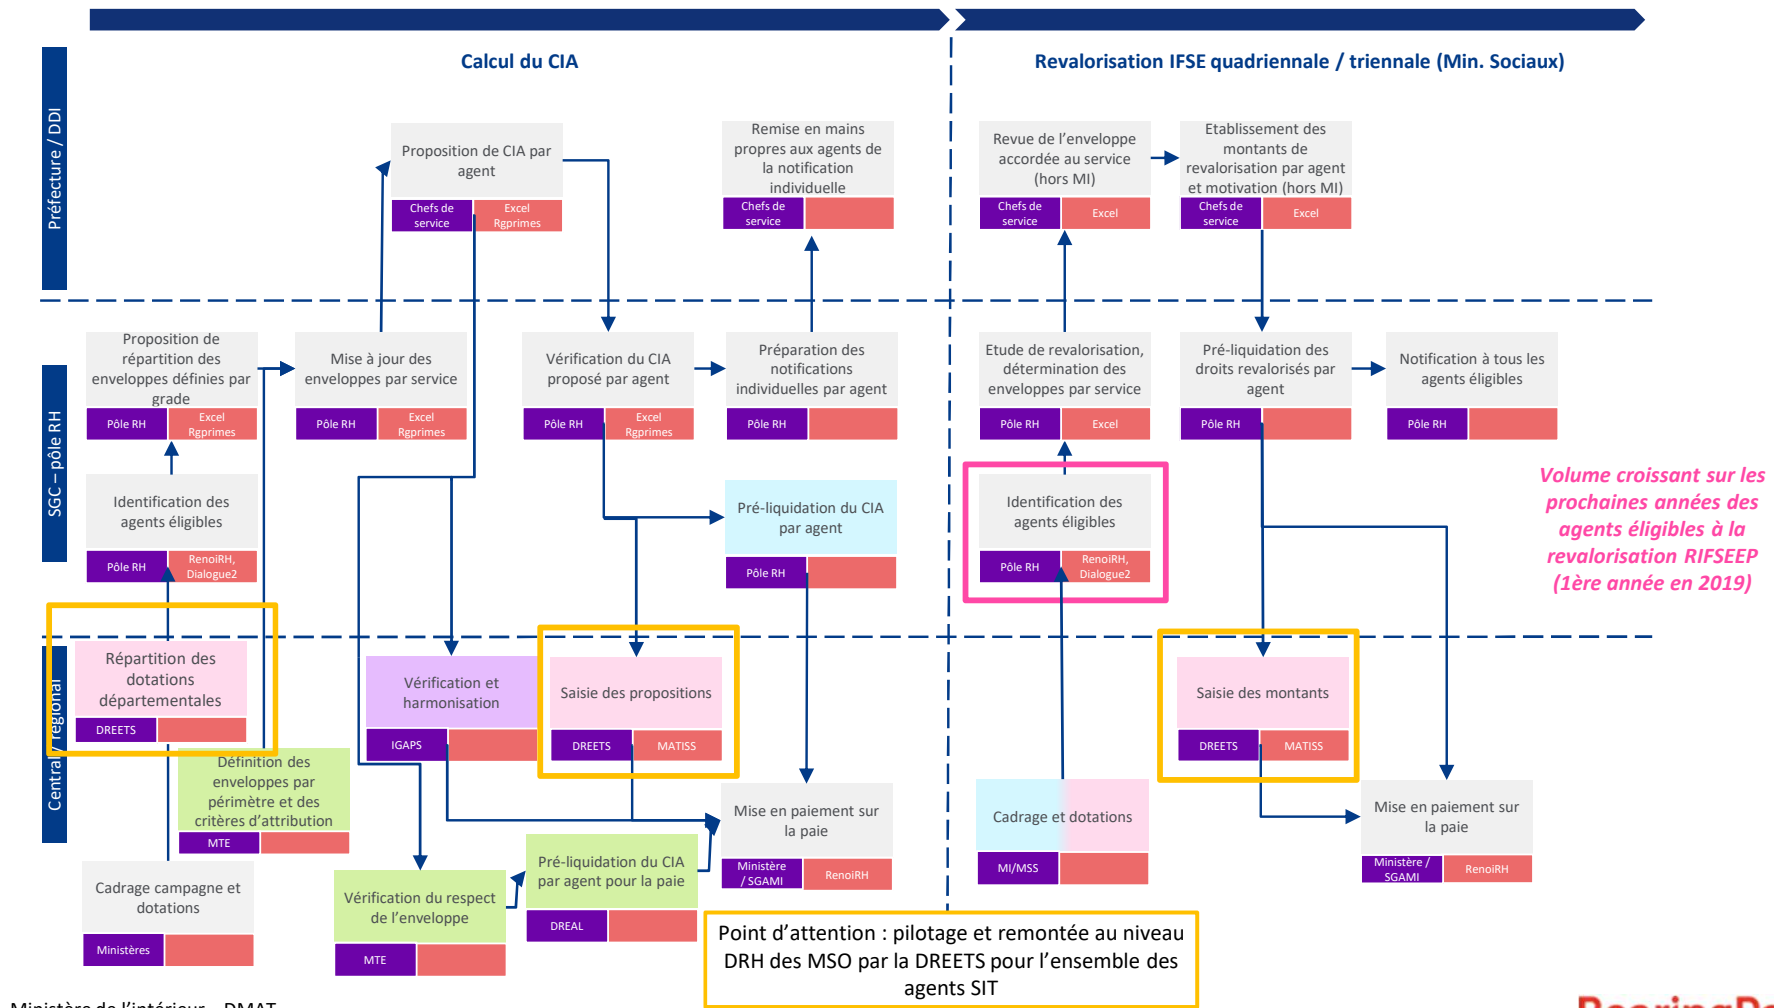 Calcul du CIA
Revalorisation IFSE quadriennale / triennale (Min. Sociaux)
Préfecture / DDI
Proposition de CIA par
agent
Chefs de
service
Excel
Rgprimes
Remise en mains
propres aux agents de
la notification
individuelle
Chefs de
service
Revue de l'enveloppe
accordée au service
(hors MI)
Chefs de
service
Excel
Etablissement des
montants de
revalorisation par agent
et motivation (hors MI)
Chefs de
service
Excel
SGC – pôle RH
Proposition de
répartition des
enveloppes définies par
grade
Pôle RH
Excel
Rgprimes
Mise à jour des
enveloppes par service
Pôle RH
Excel
Rgprimes
Vérification du CIA
proposé par agent
Pôle RH
Excel
Rgprimes
Préparation des
notifications
individuelles par agent
Pôle RH
Etude de revalorisation,
détermination des
enveloppes par service
Pôle RH
Excel
Pré-liquidation des
droits revalorisés par
agent
Pôle RH
Notification à tous les
agents éligibles
Pôle RH
Identification des
agents éligibles
Pôle RH
RenoiRH,
Dialogue2
Pré-liquidation du CIA
par agent
Pôle RH
Identification des
agents éligibles
Pôle RH
RenoiRH,
Dialogue2
Volume croissant sur les
prochaines années des
agents éligibles à la
revalorisation RIFSEEP
(1ère année en 2019)
Central / régional
Répartition des
dotations
départementales
DREETS
Définition des
enveloppes par
périmètre et des
critères d'attribution
MTE
Cadrage campagne et
dotations
Ministères
Vérification et
harmonisation
IGAPS
Saisie des propositions
DREETS
MATISS
Vérification du respect
de l'enveloppe
MTE
Pré-liquidation du CIA
par agent pour la paie
DREAL
Mise en paiement sur
la paie
Ministère
/ SGAMI
RenoiRH
Cadrage et dotations
MI/MSS
Saisie des montants
DREETS
MATISS
Mise en paiement sur
la paie
Ministère /
SGAMI
RenoiRH
Point d'attention : pilotage et remontée au niveau
DRH des MSO par la DREETS pour l'ensemble des
agents SIT